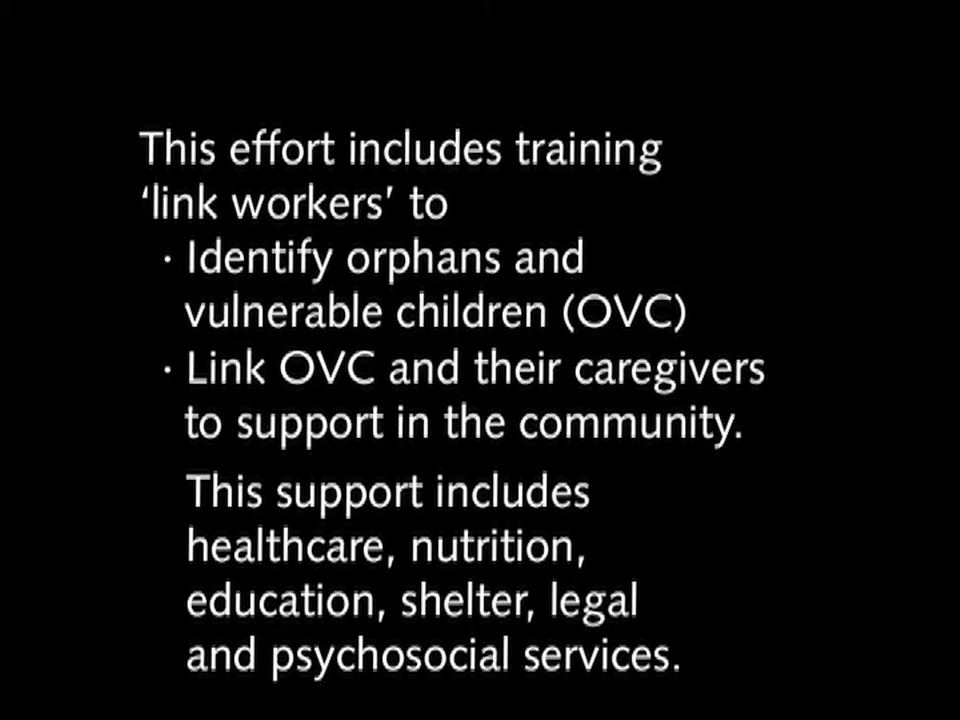 This effort includes training
‘link workers’ to
· Identify orphans and
vulnerable children (OVC)
· Link OVC and their caregivers
to support in the community.
This support includes
healthcare, nutrition,
education, shelter, legal
and psychosocial services.